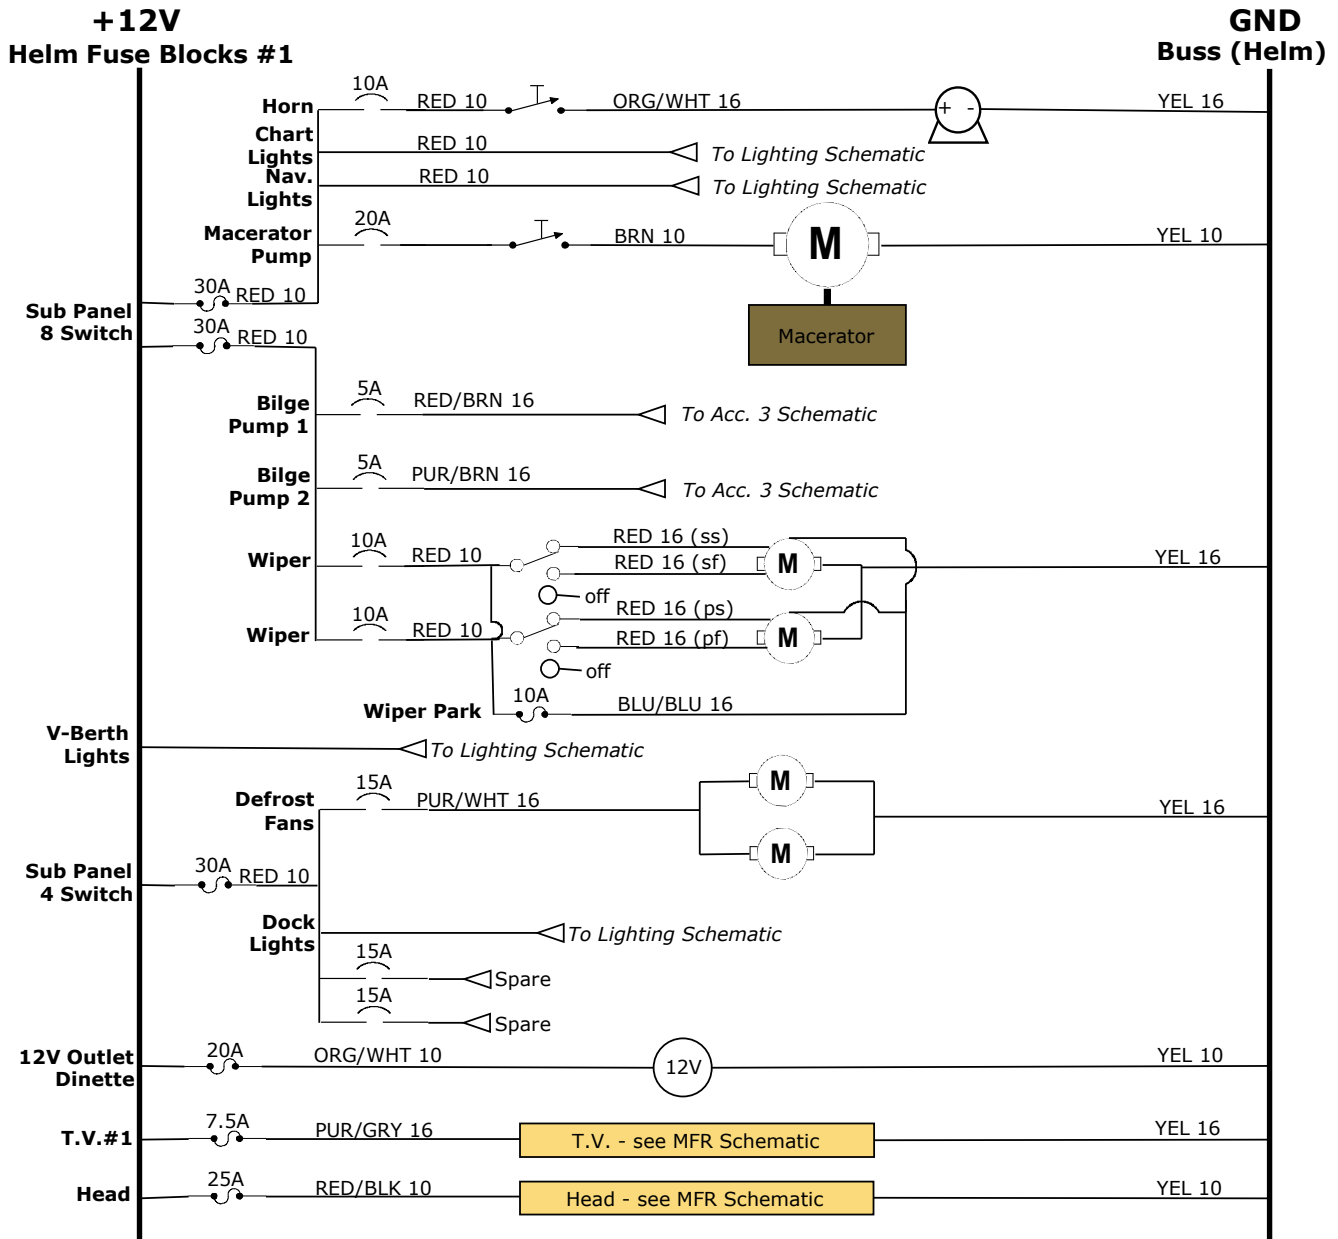 +12V
Helm Fuse Blocks #1
GND
Buss (Helm)
10A
Horn
RED 10
ORG/WHT 16
+ -
YEL 16
Chart
Lights
RED 10
To Lighting Schematic
Nav.
Lights
RED 10
To Lighting Schematic
Macerator
Pump
20A
BRN 10
M
YEL 10
Macerator
Sub Panel
8 Switch
30A
RED 10
30A
RED 10
Bilge
Pump 1
5A
RED/BRN 16
To Acc. 3 Schematic
Bilge
Pump 2
5A
PUR/BRN 16
To Acc. 3 Schematic
Wiper
10A
RED 10
RED 16 (ss)
RED 16 (sf)
M
YEL 16
off
Wiper
10A
RED 10
RED 16 (ps)
RED 16 (pf)
M
off
Wiper Park
10A
BLU/BLU 16
V-Berth
Lights
To Lighting Schematic
Defrost
Fans
15A
PUR/WHT 16
M
M
YEL 16
Sub Panel
4 Switch
30A
RED 10
Dock
Lights
To Lighting Schematic
15A
Spare
15A
Spare
12V Outlet
Dinette
20A
ORG/WHT 10
12V
YEL 10
T.V.#1
7.5A
PUR/GRY 16
T.V. - see MFR Schematic
YEL 16
Head
25A
RED/BLK 10
Head - see MFR Schematic
YEL 10